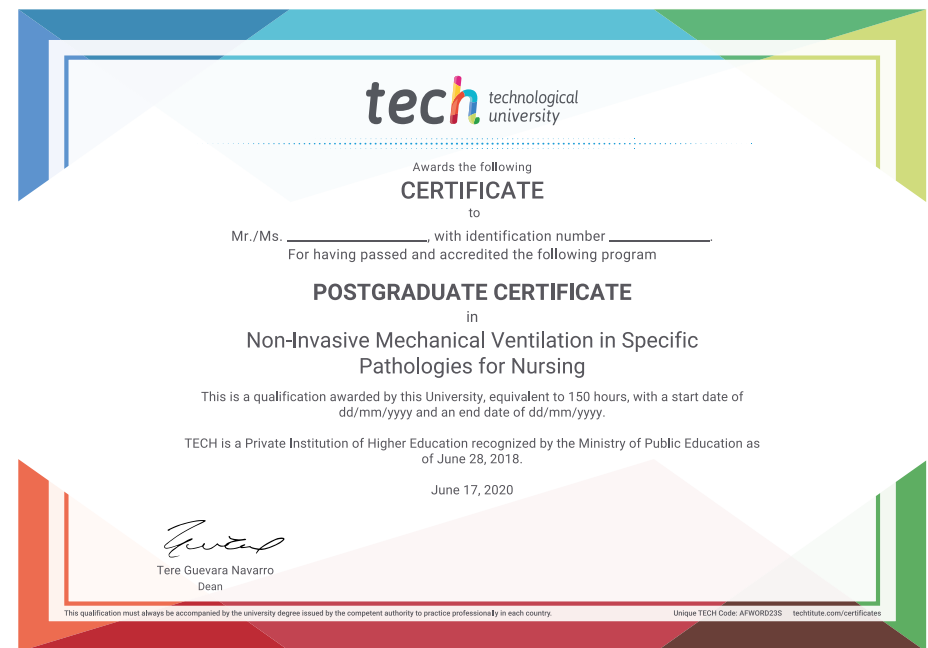 tech technological
university
Awards the following
CERTIFICATE
to
Mr./Ms. ____________________, with identification number ______________.
For having passed and accredited the following program
POSTGRADUATE CERTIFICATE
in
Non-Invasive Mechanical Ventilation in Specific
Pathologies for Nursing
This is a qualification awarded by this University, equivalent to 150 hours, with a start date of
dd/mm/yyyy and an end date of dd/mm/yyyy.
TECH is a Private Institution of Higher Education recognized by the Ministry of Public Education as
of June 28, 2018.
June 17, 2020
Tere Guevara Navarro
Dean
This qualification must always be accompanied by the university degree issued by the competent authority to practice professionally in each country. Unique TECH Code: AFWORD23S techtitute.com/certificates